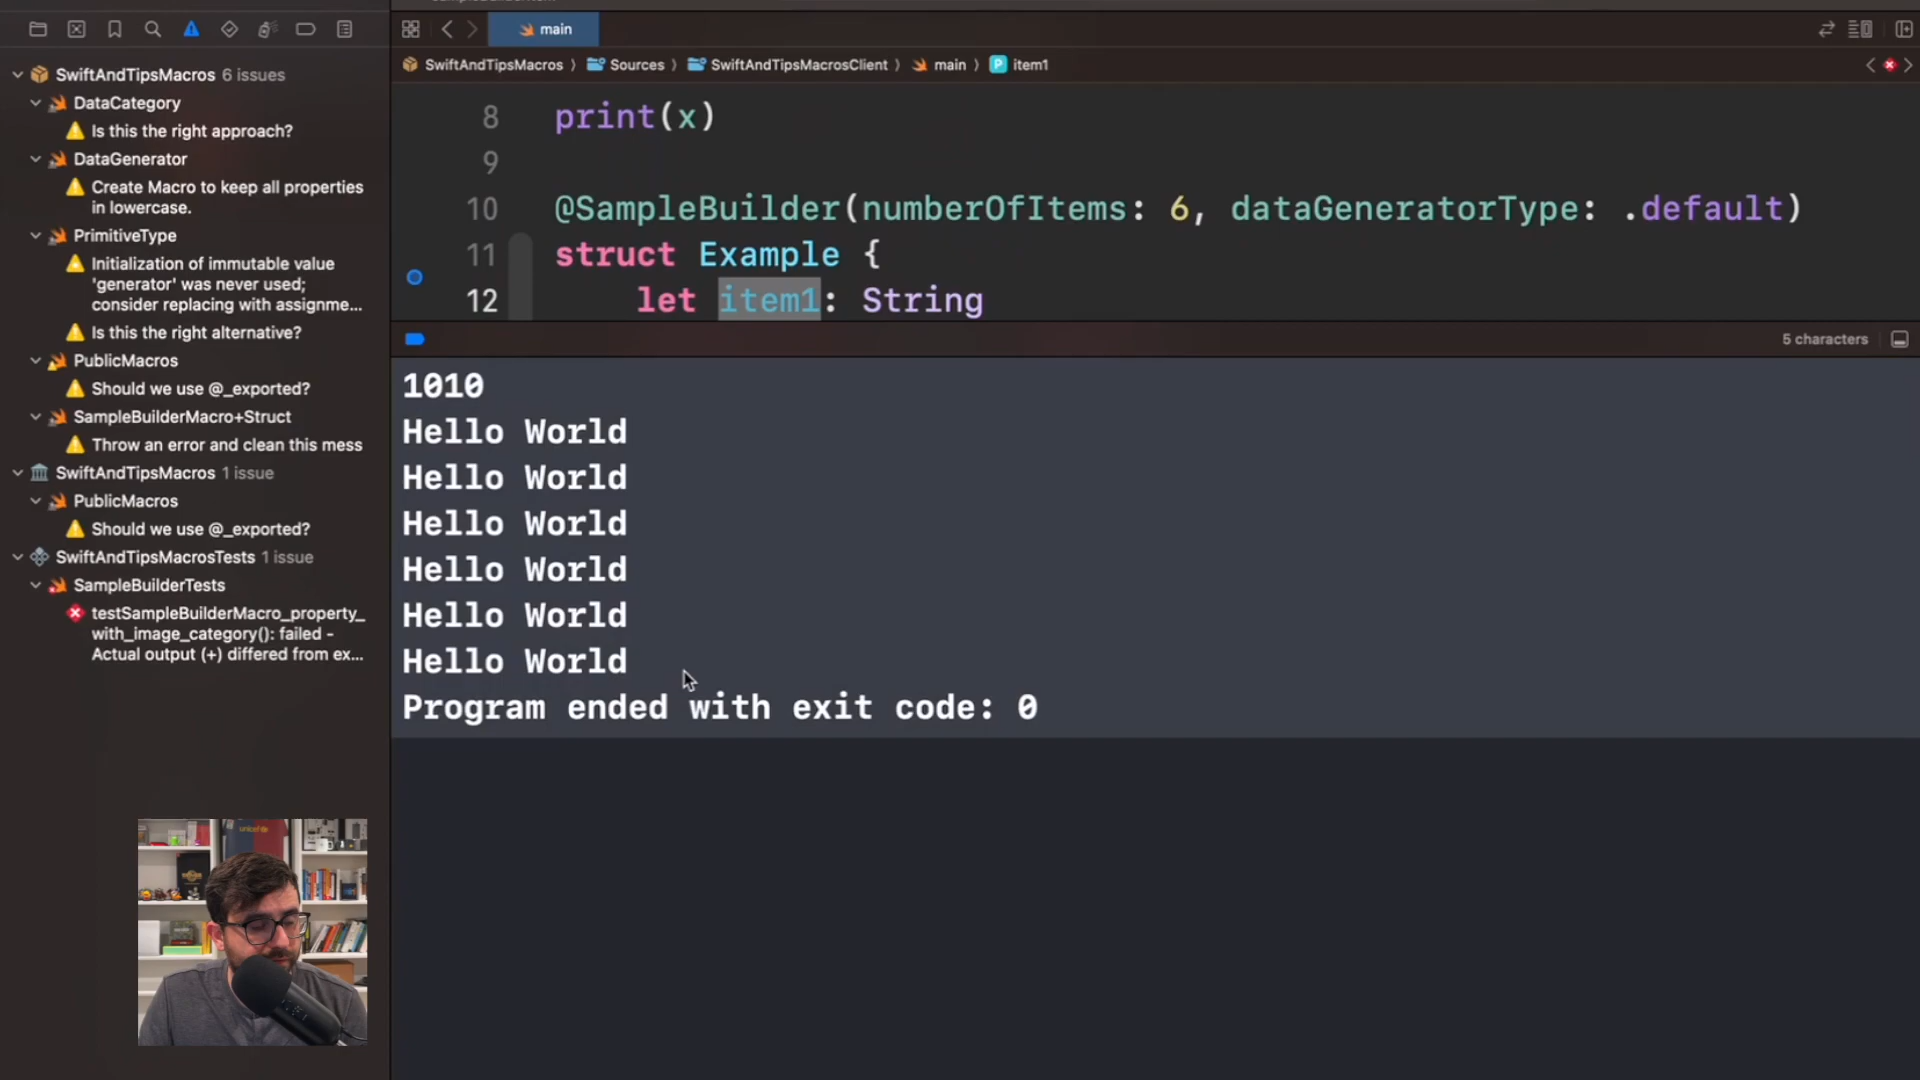 SwiftAndTipsMacros 6 issues
DataCategory
Is this the right approach?
DataGenerator
Create Macro to keep all properties
in lowercase.
PrimitiveType
Initialization of immutable value
'generator' was never used;
consider replacing with assignme...
Is this the right alternative?
PublicMacros
Should we use @_exported?
SampleBuilderMacro+Struct
Throw an error and clean this mess
SwiftAndTipsMacros 1 issue
PublicMacros
Should we use @_exported?
SwiftAndTipsMacrosTests 1 issue
SampleBuilderTests
testSampleBuilderMacro_property_
with_image_category(): failed -
Actual output (+) differed from ex...
main
SwiftAndTipsMacros Sources SwiftAndTipsMacrosClient main P item1
8 print(x)
9
10 @SampleBuilder(numberOfItems: 6, dataGeneratorType: .default)
11 struct Example {
12 let item1: String
5 characters
1010
Hello World
Hello World
Hello World
Hello World
Hello World
Hello World
Program ended with exit code: 0
unicef